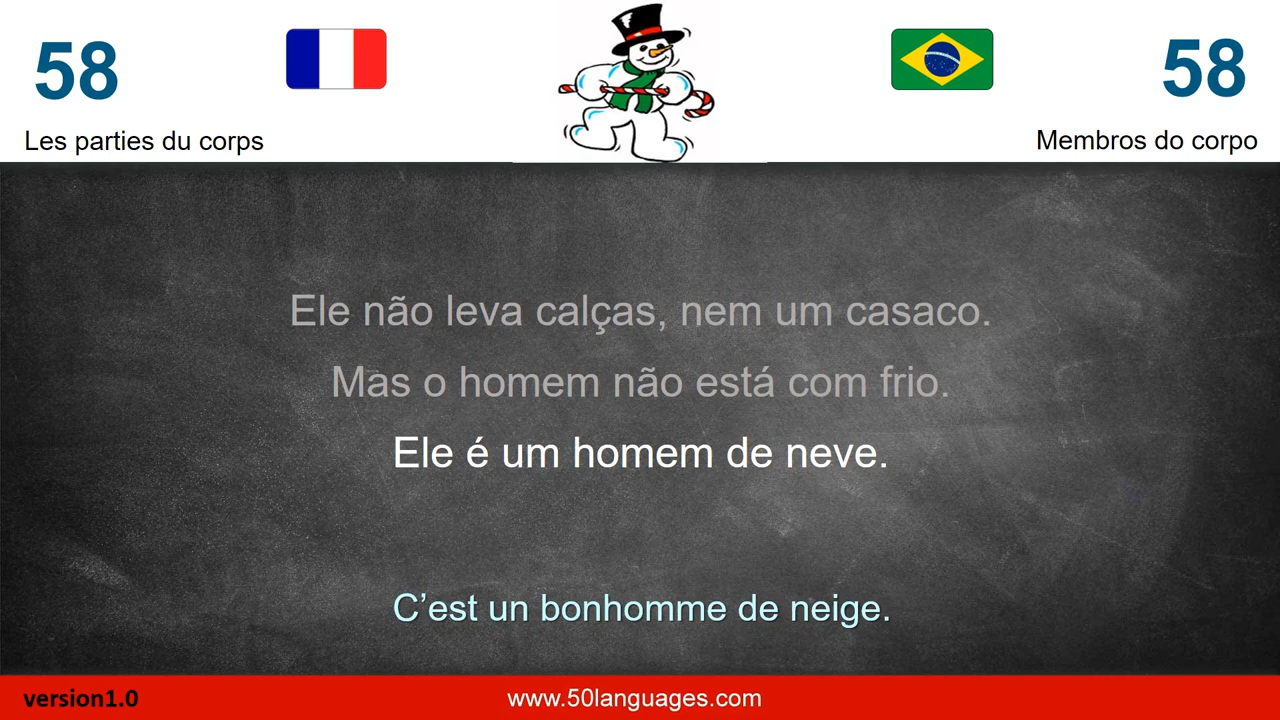 58
58
Les parties du corps
Membros do corpo
Ele não leva calças, nem um casaco.
Mas o homem não está com frio.
Ele é um homem de neve.
C’est un bonhomme de neige.
version1.0
www.50languages.com